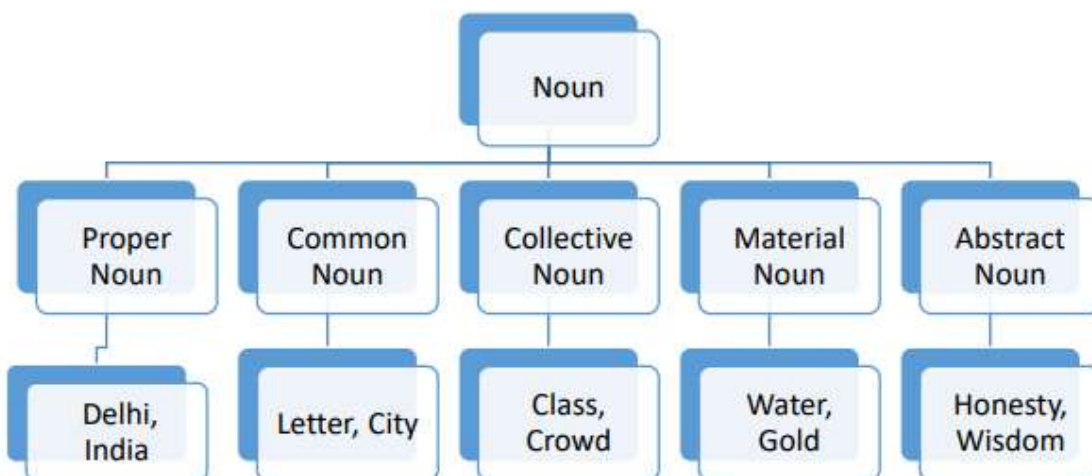 Noun
Proper
Noun
Common
Noun
Collective
Noun
Material
Noun
Abstract
Noun
Delhi,
India
Letter, City
Class,
Crowd
Water,
Gold
Honesty,
Wisdom